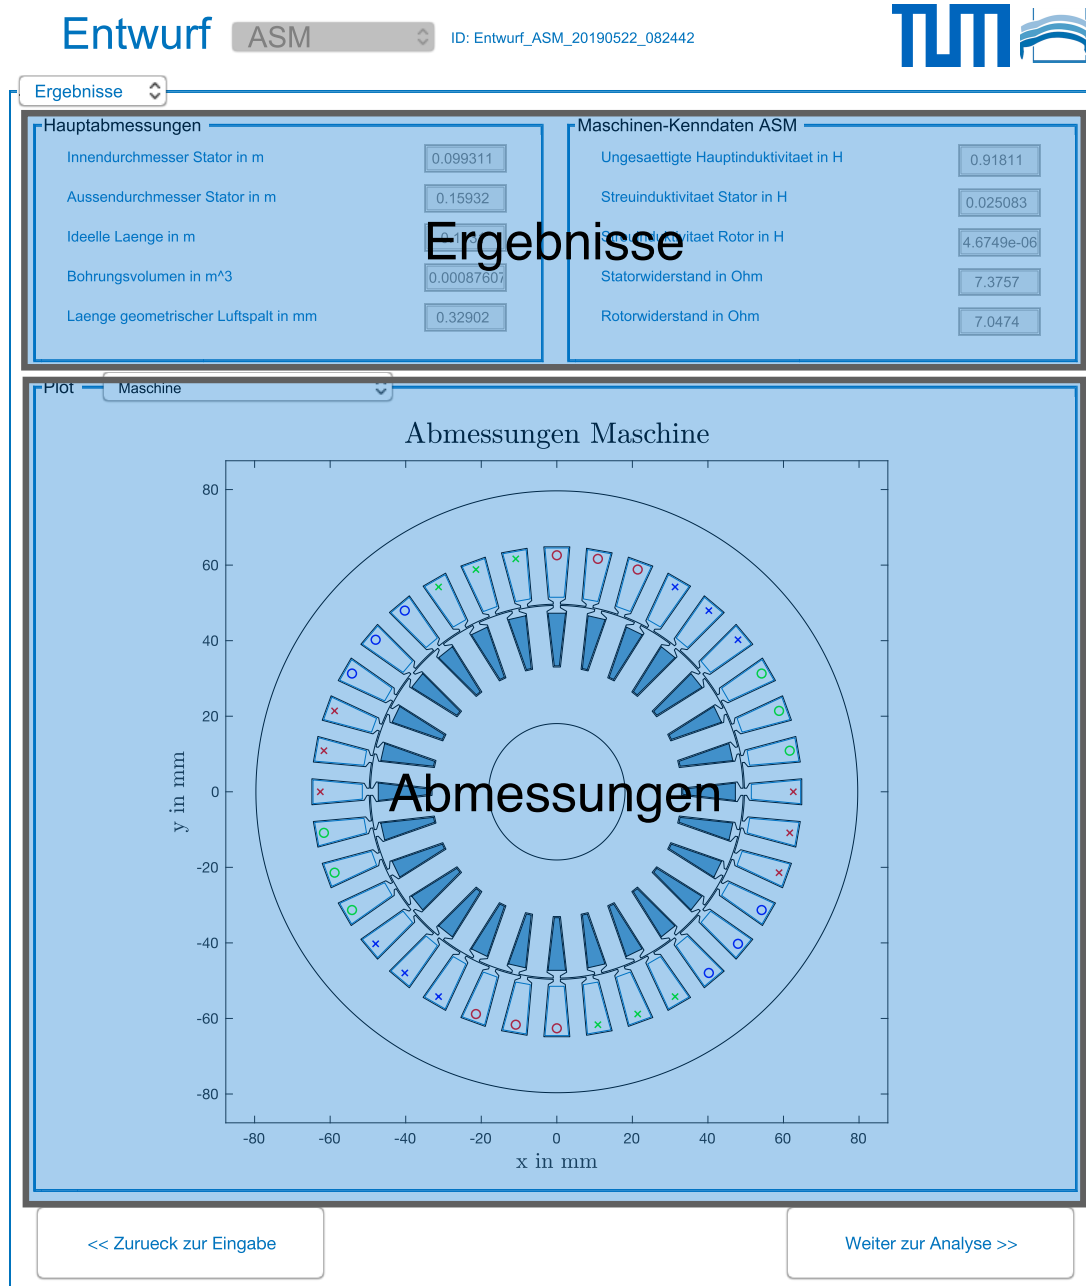 Entwurf ASM ID: Entwurf_ASM_20190522_082442 TUM
Ergebnisse
Hauptabmessungen
Innendurchmesser Stator in m 0.099311
Aussendurchmesser Stator in m 0.15932
Ideelle Laenge in m
Bohrungsvolumen in m^3 0.00087607
Laenge geometrischer Luftspalt in mm 0.32902
Maschinen-Kenndaten ASM
Ungesaettigte Hauptinduktivitaet in H 0.91811
Streuinduktivitaet Stator in H 0.025083
Streuinduktivitaet Rotor in H 4.6749e-06
Statorwiderstand in Ohm 7.3757
Rotorwiderstand in Ohm 7.0474
Ergebnisse
Plot Maschine
Abmessungen Maschine
80
60
40
20
0
-20
-40
-60
-80
y in mm
Abmessungen
-80 -60 -40 -20 0 20 40 60 80
x in mm
<< Zurueck zur Eingabe
Weiter zur Analyse >>